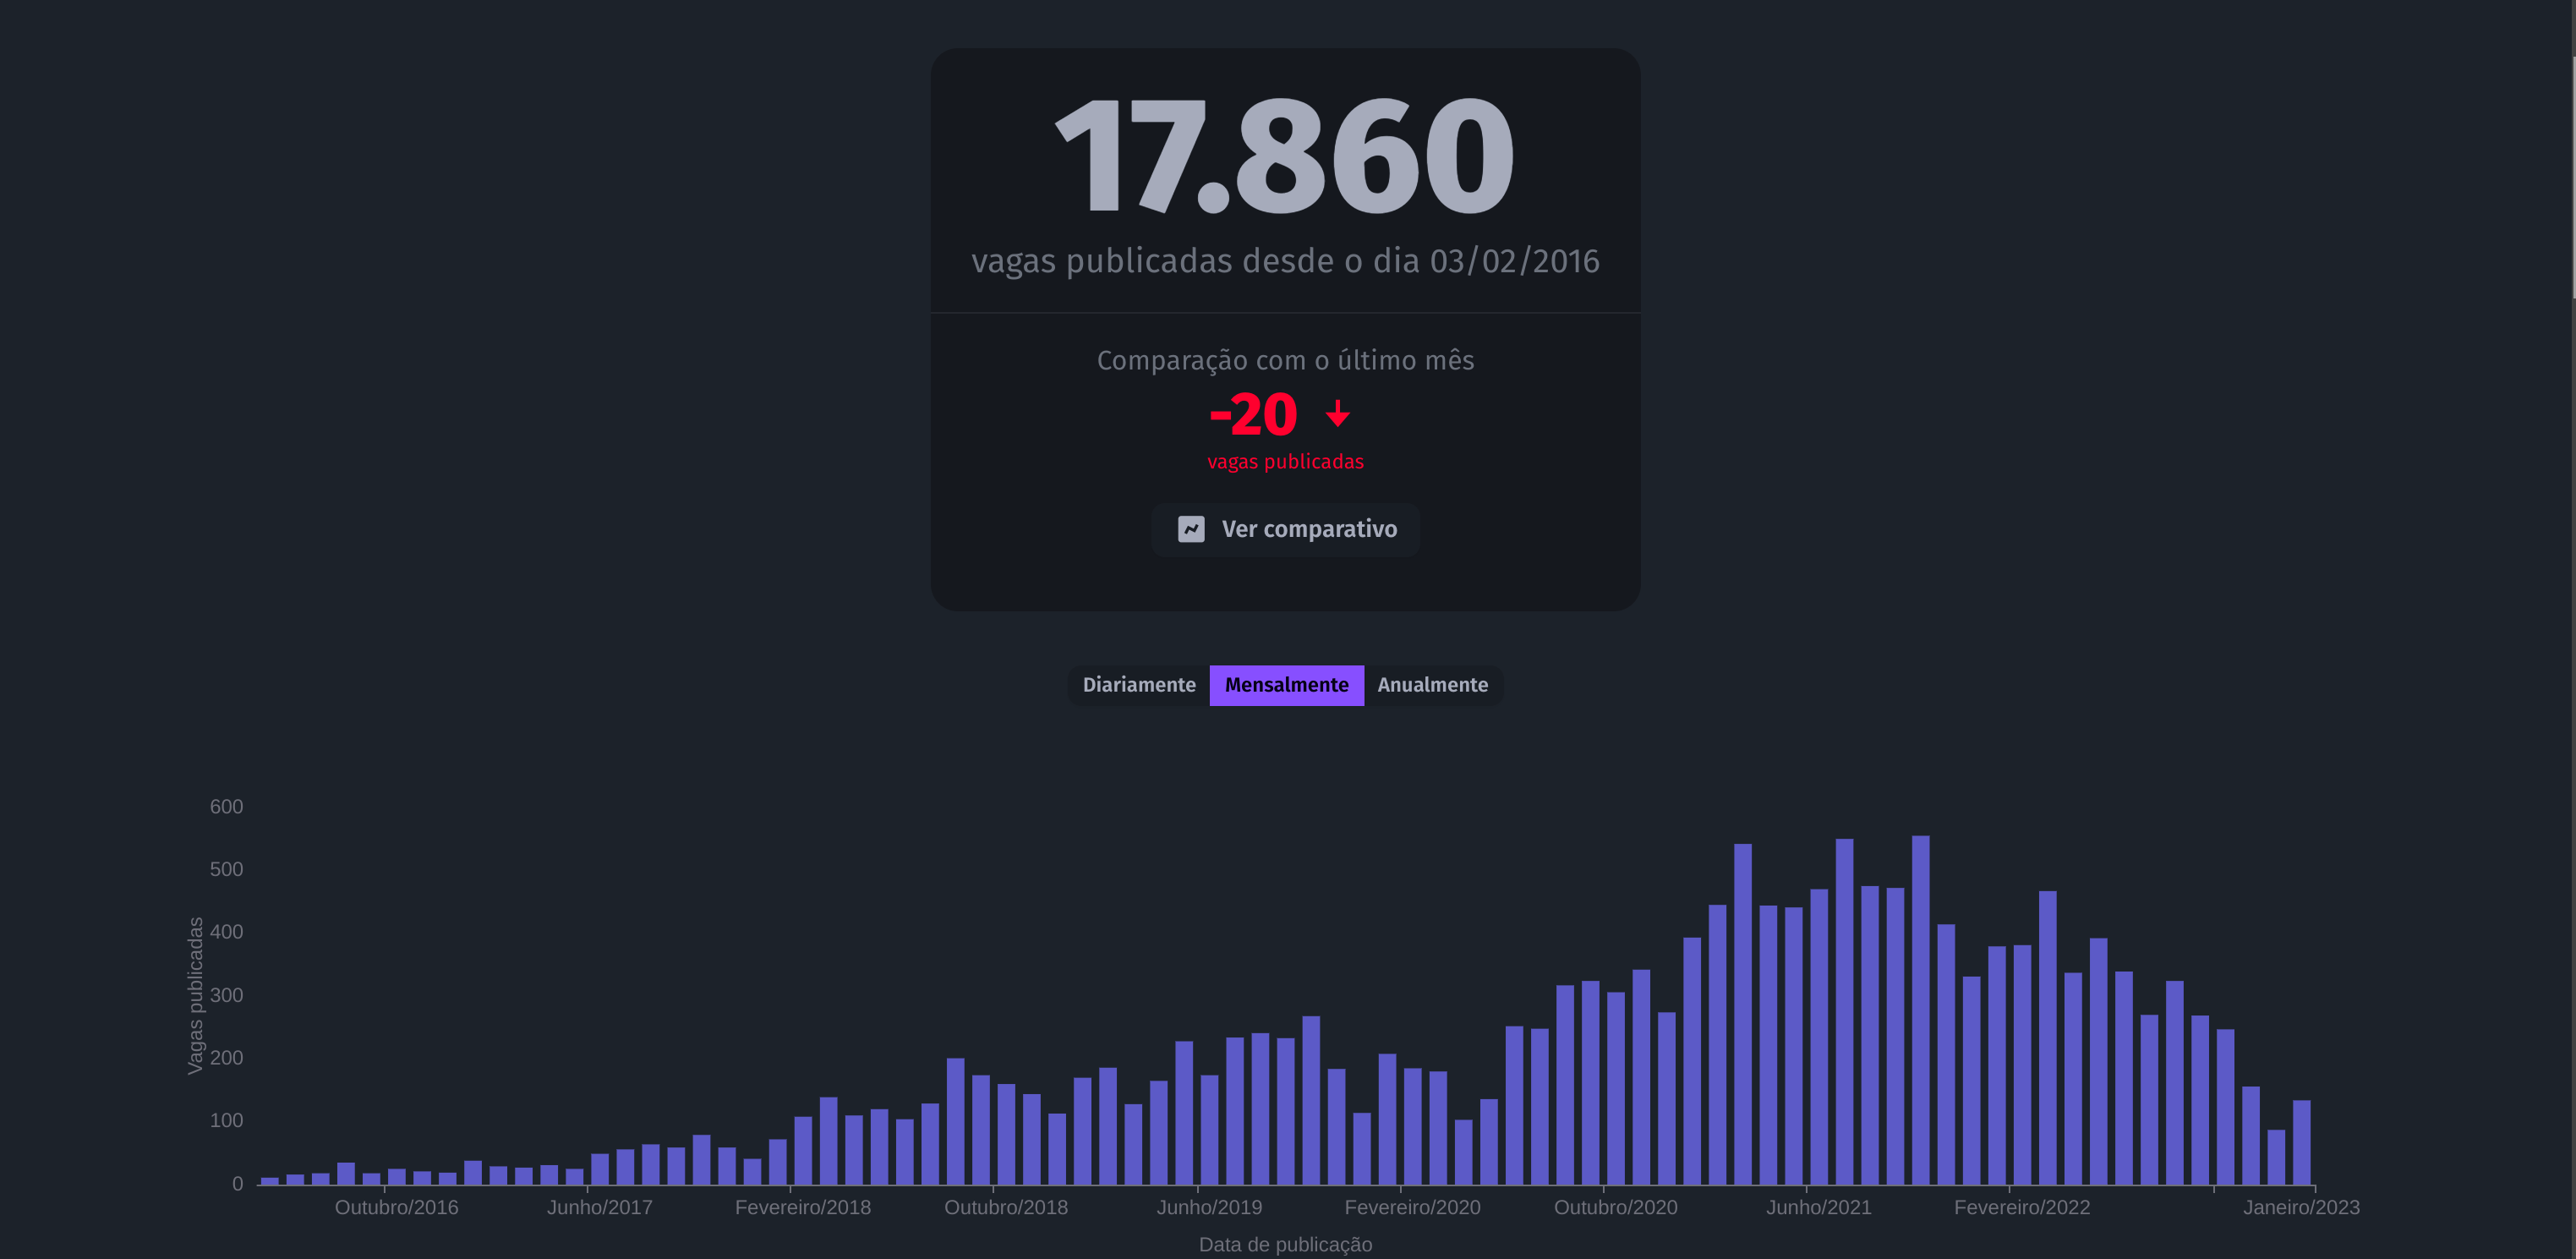 17.860
vagas publicadas desde o dia 03/02/2016
Comparação com o último mês
-20
vagas publicadas
Ver comparativo
Diariamente Mensalmente Anualmente
600
500
400
300
200
100
0
Vagas publicadas
Outubro/2016 Junho/2017 Fevereiro/2018 Outubro/2018 Junho/2019 Fevereiro/2020 Outubro/2020 Junho/2021 Fevereiro/2022 Janeiro/2023
Data de publicação